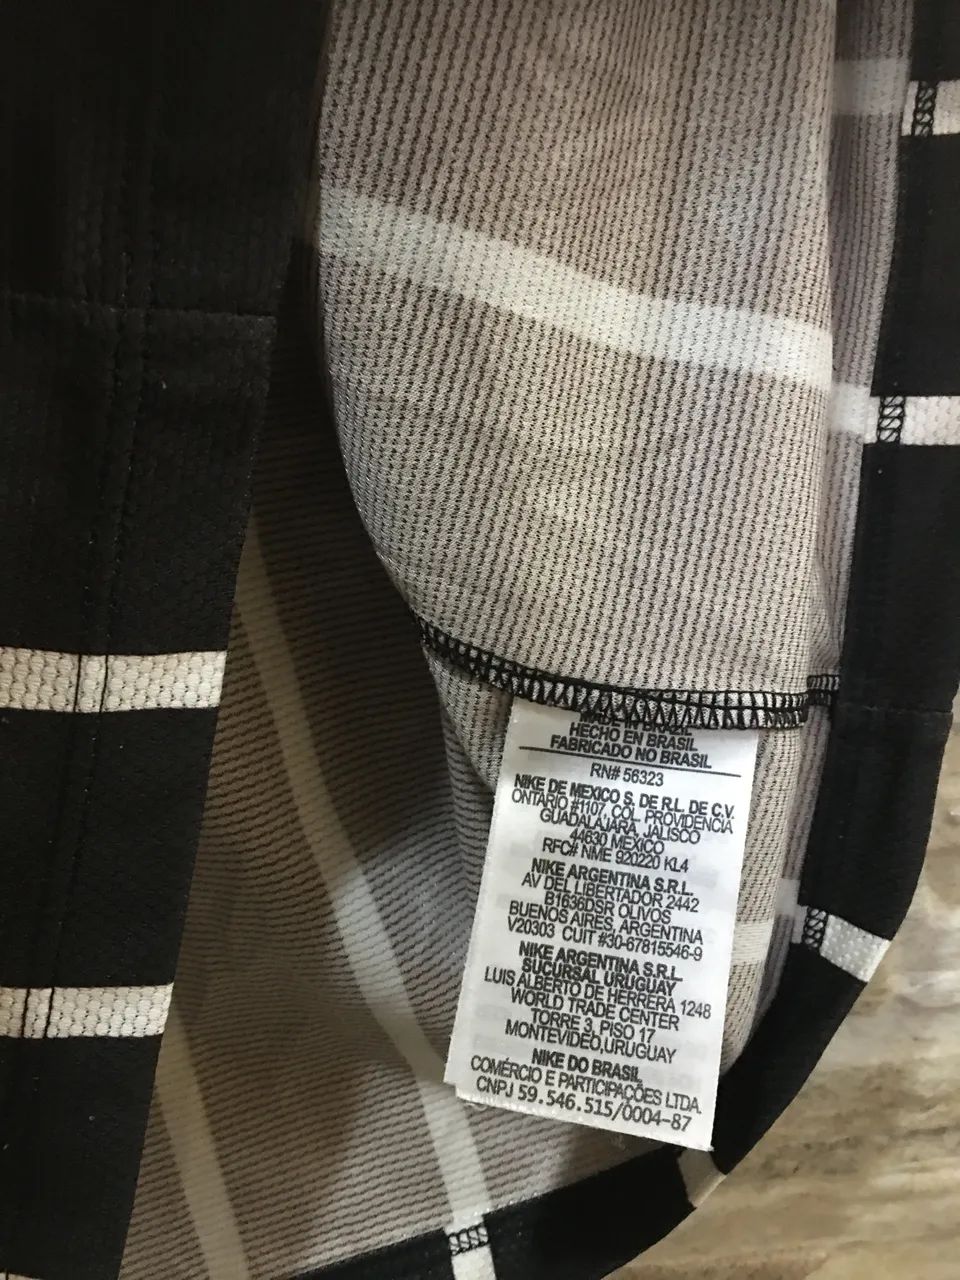 MADE IN BRAZIL
HECHO EN BRASIL
FABRICADO NO BRASIL
RN# 56323
NIKE DE MEXICO S. DE R.L. DE C.V.
ONTARIO #1107, COL. PROVIDENCIA
GUADALAJARA, JALISCO
44630 MEXICO
RFC# NME 920220 KL4
NIKE ARGENTINA S.R.L.
AV DEL LIBERTADOR 2442
B1636DSR OLIVOS
BUENOS AIRES, ARGENTINA
V20303 CUIT #30-67815546-9
NIKE ARGENTINA S.R.L.
SUCURSAL URUGUAY
LUIS ALBERTO DE HERRERA 1248
WORLD TRADE CENTER
TORRE 3, PISO 17
MONTEVIDEO,URUGUAY
NIKE DO BRASIL
COMÉRCIO E PARTICIPAÇÕES LTDA.
CNPJ 59.546.515/0004-87